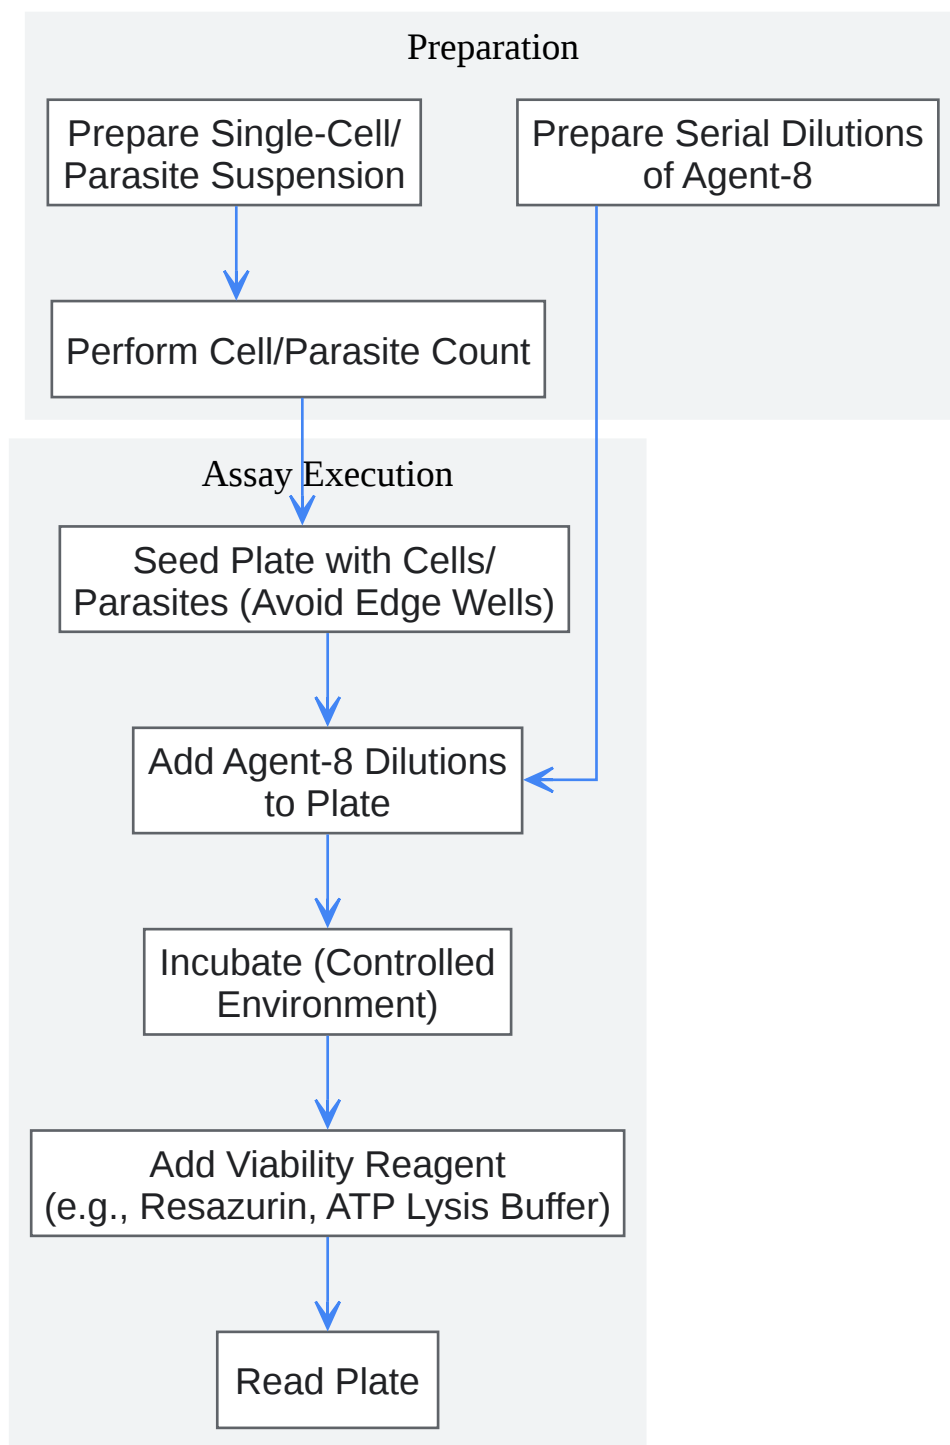 Preparation
Prepare Single-Cell/
Parasite Suspension
Prepare Serial Dilutions
of Agent-8
Perform Cell/Parasite Count
Assay Execution
Seed Plate with Cells/
Parasites (Avoid Edge Wells)
Add Agent-8 Dilutions
to Plate
Incubate (Controlled
Environment)
Add Viability Reagent
(e.g., Resazurin, ATP Lysis Buffer)
Read Plate